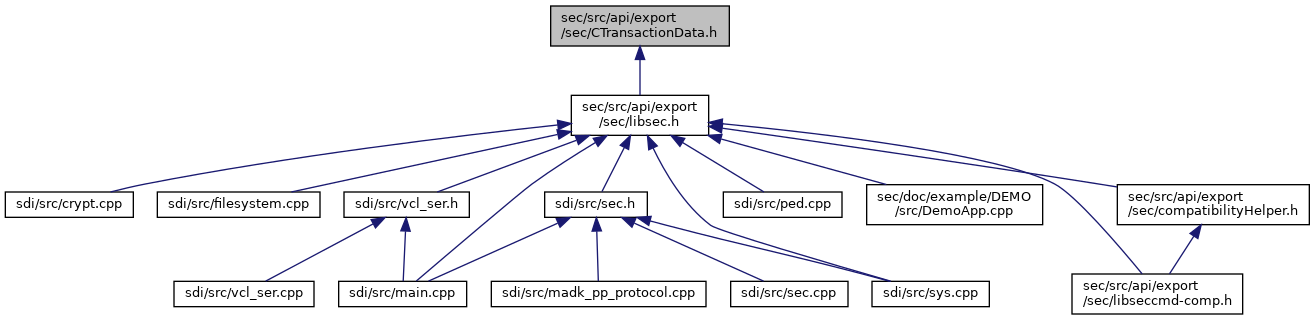 sec/src/api/export
/sec/CTransactionData.h
sec/src/api/export
/sec/libsec.h
sdi/src/crypt.cpp
sdi/src/filesystem.cpp
sdi/src/vcl_ser.h
sdi/src/sec.h
sdi/src/ped.cpp
sec/doc/example/DEMO
/src/DemoApp.cpp
sec/src/api/export
/sec/compatibilityHelper.h
sdi/src/vcl_ser.cpp
sdi/src/main.cpp
sdi/src/madk_pp_protocol.cpp
sdi/src/sec.cpp
sdi/src/sys.cpp
sec/src/api/export
/sec/libseccmd-comp.h